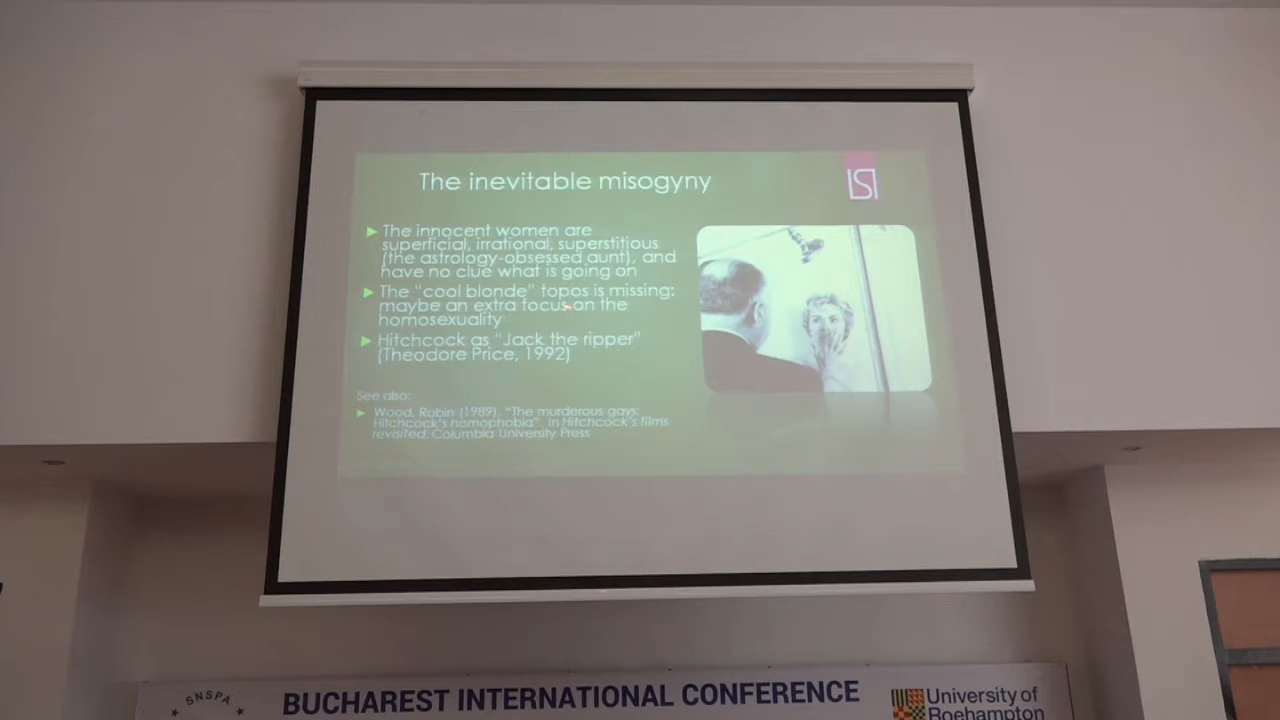 The inevitable misogyny
LSI
The innocent women are
superficial, irrational, superstitious
(the astrology-obsessed aunt), and
have no clue what is going on
The "cool blonde" topos is missing:
maybe an extra focus on the
homosexuality
Hitchcock as "Jack the ripper"
(Theodore Price, 1992)
See also:
Wood, Robin (1989). "The murderous gays:
Hitchcock's homophobia". In Hitchcock's films
revisited. Columbia University Press
SNSPA
BUCHAREST INTERNATIONAL CONFERENCE
University of
Roehampton